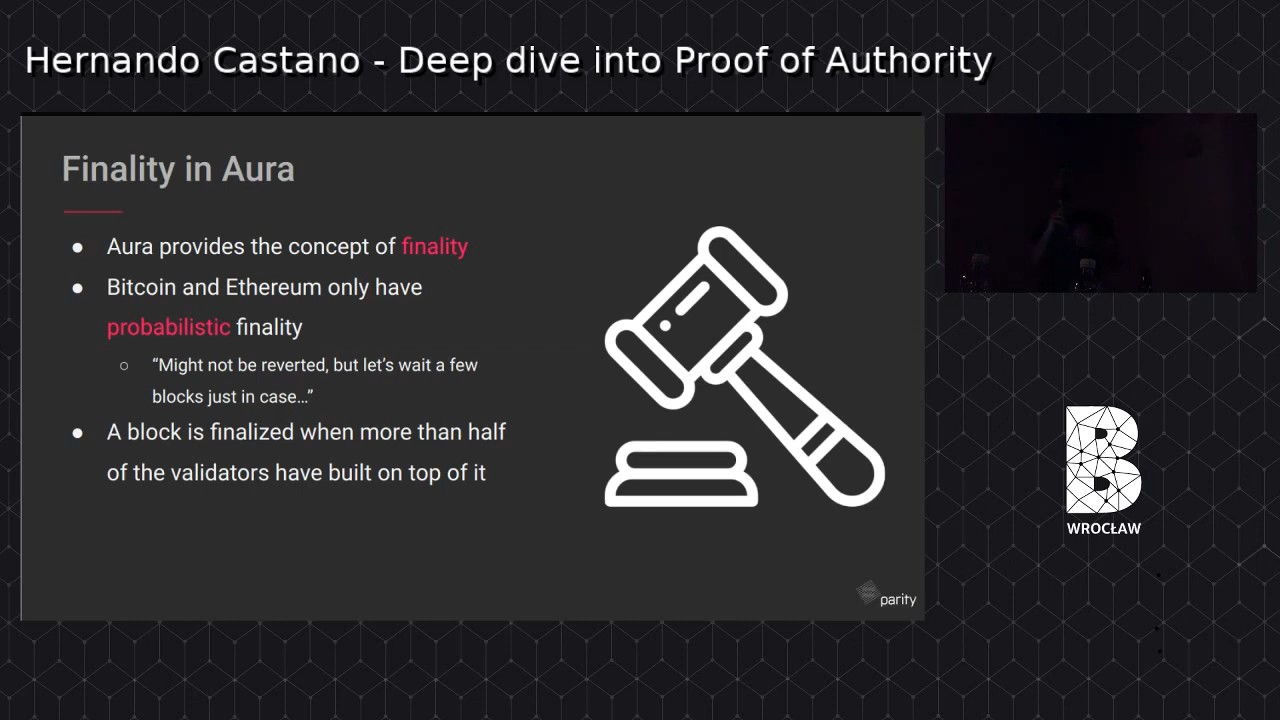 Hernando Castano - Deep dive into Proof of Authority
Finality in Aura
● Aura provides the concept of finality
● Bitcoin and Ethereum only have
probabilistic finality
○ “Might not be reverted, but let’s wait a few
blocks just in case…”
● A block is finalized when more than half
of the validators have built on top of it
parity
B
WROCŁAW